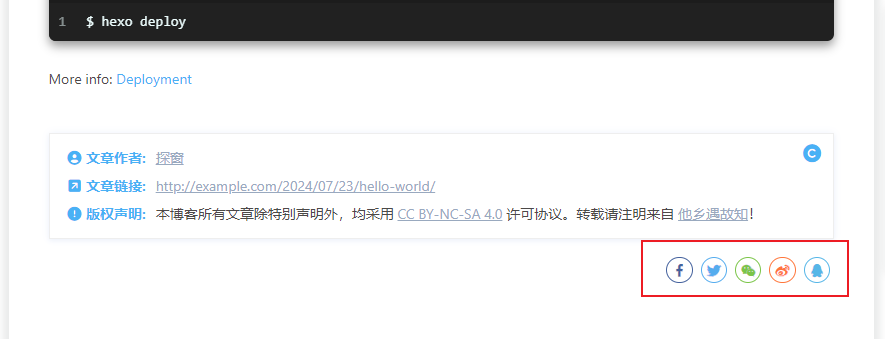 1 $ hexo deploy
More info: Deployment
文章作者: 探窗
文章链接: http://example.com/2024/07/23/hello-world/
版权声明: 本博客所有文章除特别声明外，均采用 CC BY-NC-SA 4.0 许可协议。转载请注明来自 他乡遇故知！